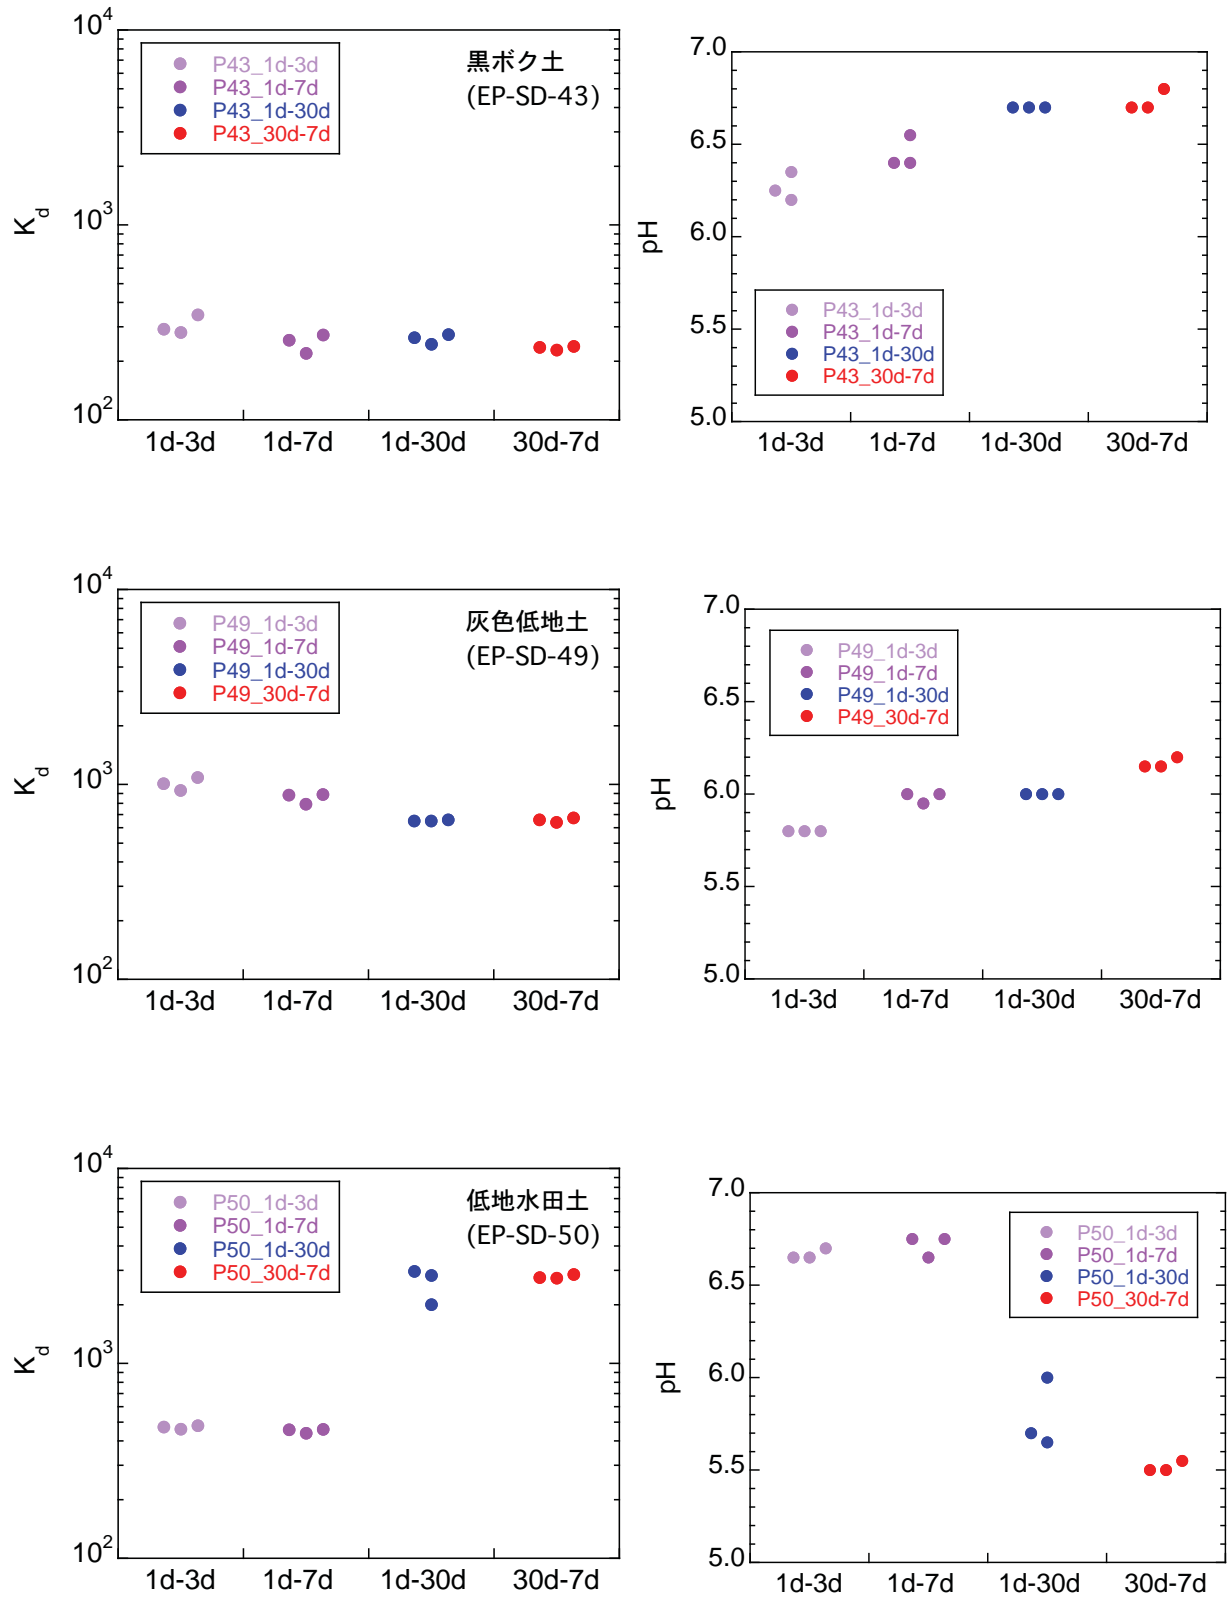 10^4
P43_1d-3d
P43_1d-7d
P43_1d-30d
P43_30d-7d
黒ボク土
(EP-SD-43)
K_d
10^3
10^2
1d-3d 1d-7d 1d-30d 30d-7d
7.0
6.5
6.0
pH
5.5
5.0
P43_1d-3d
P43_1d-7d
P43_1d-30d
P43_30d-7d
1d-3d 1d-7d 1d-30d 30d-7d
10^4
P49_1d-3d
P49_1d-7d
P49_1d-30d
P49_30d-7d
灰色低地土
(EP-SD-49)
K_d
10^3
10^2
1d-3d 1d-7d 1d-30d 30d-7d
7.0
P49_1d-3d
P49_1d-7d
P49_1d-30d
P49_30d-7d
6.5
6.0
pH
5.5
5.0
1d-3d 1d-7d 1d-30d 30d-7d
10^4
P50_1d-3d
P50_1d-7d
P50_1d-30d
P50_30d-7d
低地水田土
(EP-SD-50)
K_d
10^3
10^2
1d-3d 1d-7d 1d-30d 30d-7d
7.0
P50_1d-3d
P50_1d-7d
P50_1d-30d
P50_30d-7d
6.5
6.0
pH
5.5
5.0
1d-3d 1d-7d 1d-30d 30d-7d